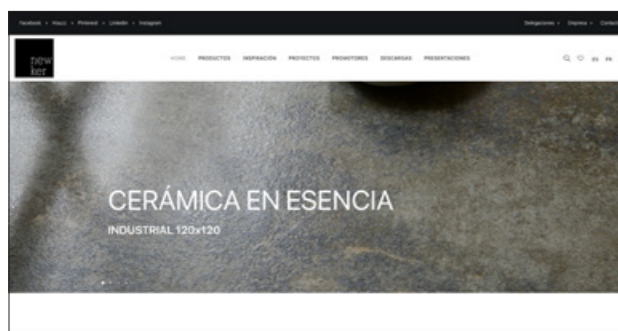 Facebook • Houzz • Pinterest • Linkedin • Instagram
Delegaciones Empresa Contact
new
ker
HOME PRODUCTOS INSPIRACIÓN PROYECTOS PROMOTORES DESCARGAS PRESENTACIONES
EN FR
CERÁMICA EN ESENCIA
INDUSTRIAL 120x120